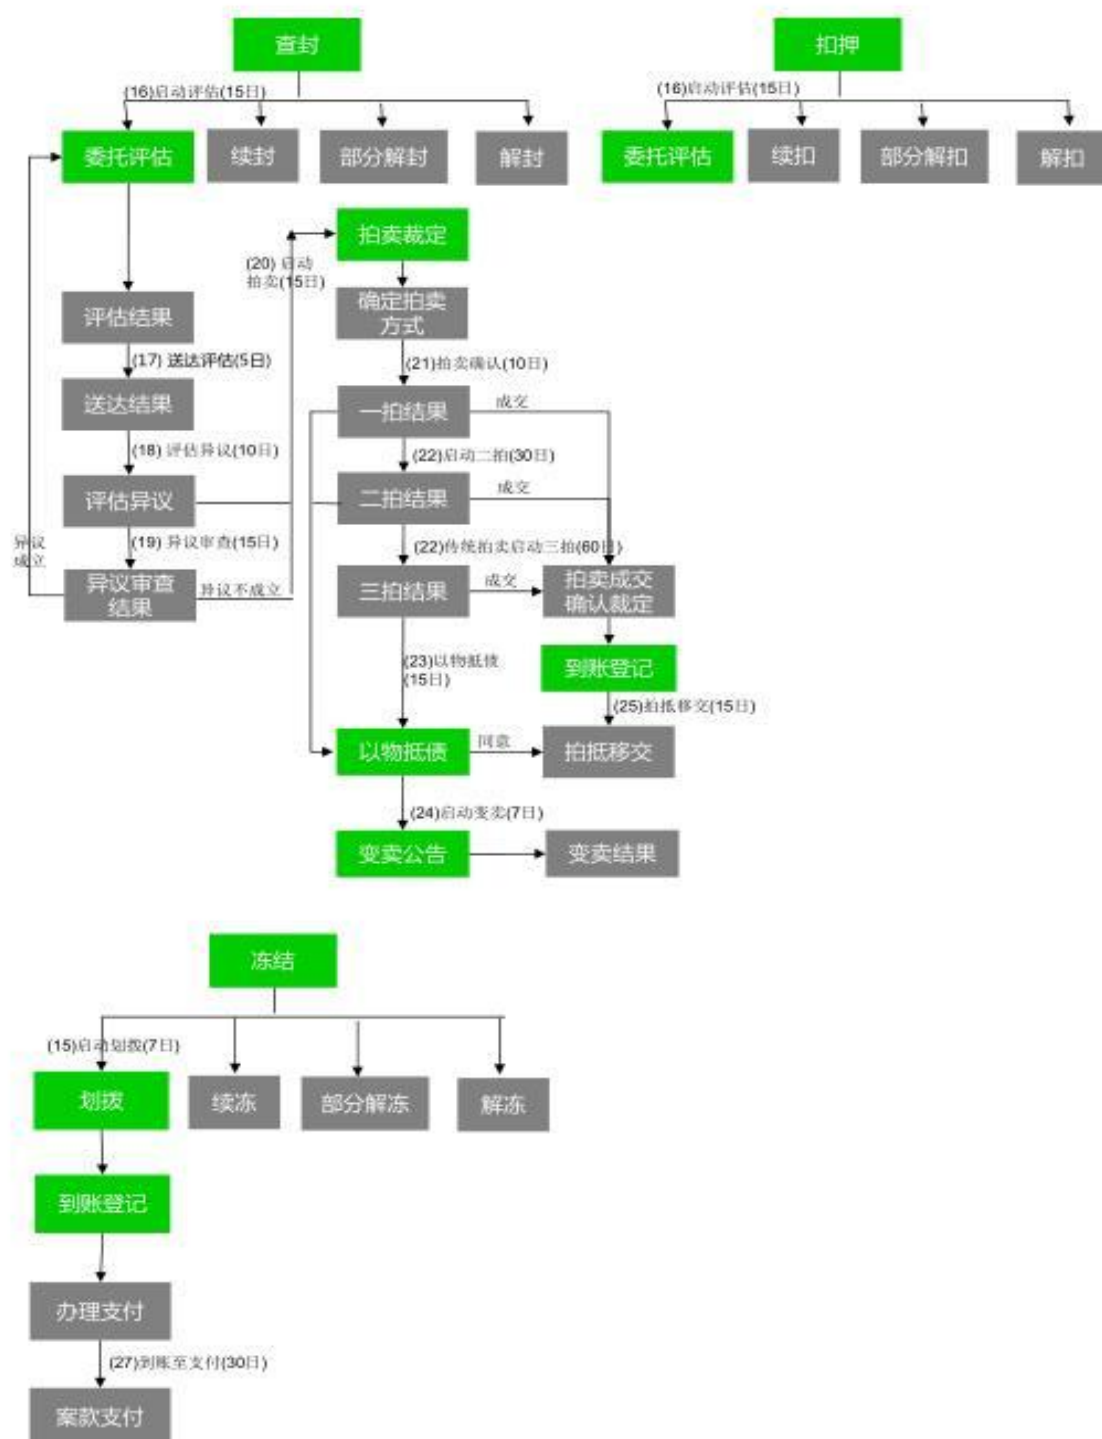 查封
扣押
(16)启动评估(15日)
(16)启动评估(15日)
委托评估
续封
部分解封
解封
委托评估
续扣
部分解扣
解扣
拍卖裁定
(20) 启动
拍卖(15日)
确定拍卖
方式
评估结果
(17) 送达评估(5日)
(21)拍卖确认(10日)
送达结果
一拍结果
成交
(18) 评估异议(10日)
(22)启动二拍(30日)
评估异议
二拍结果
成交
异议
成立
(19) 异议审查(15日)
(22)传统拍卖启动三拍(60日)
异议审查
结果
异议不成立
三拍结果
成交
拍卖成交
确认裁定
(23)以物抵债
(15日)
到账登记
(25)拍抵移交(15日)
以物抵债
同意
拍抵移交
(24)启动变卖(7日)
变卖公告
变卖结果
冻结
(15)启动划拨(7日)
划拨
续冻
部分解冻
解冻
到账登记
办理支付
(27)到账至支付(30日)
案款支付